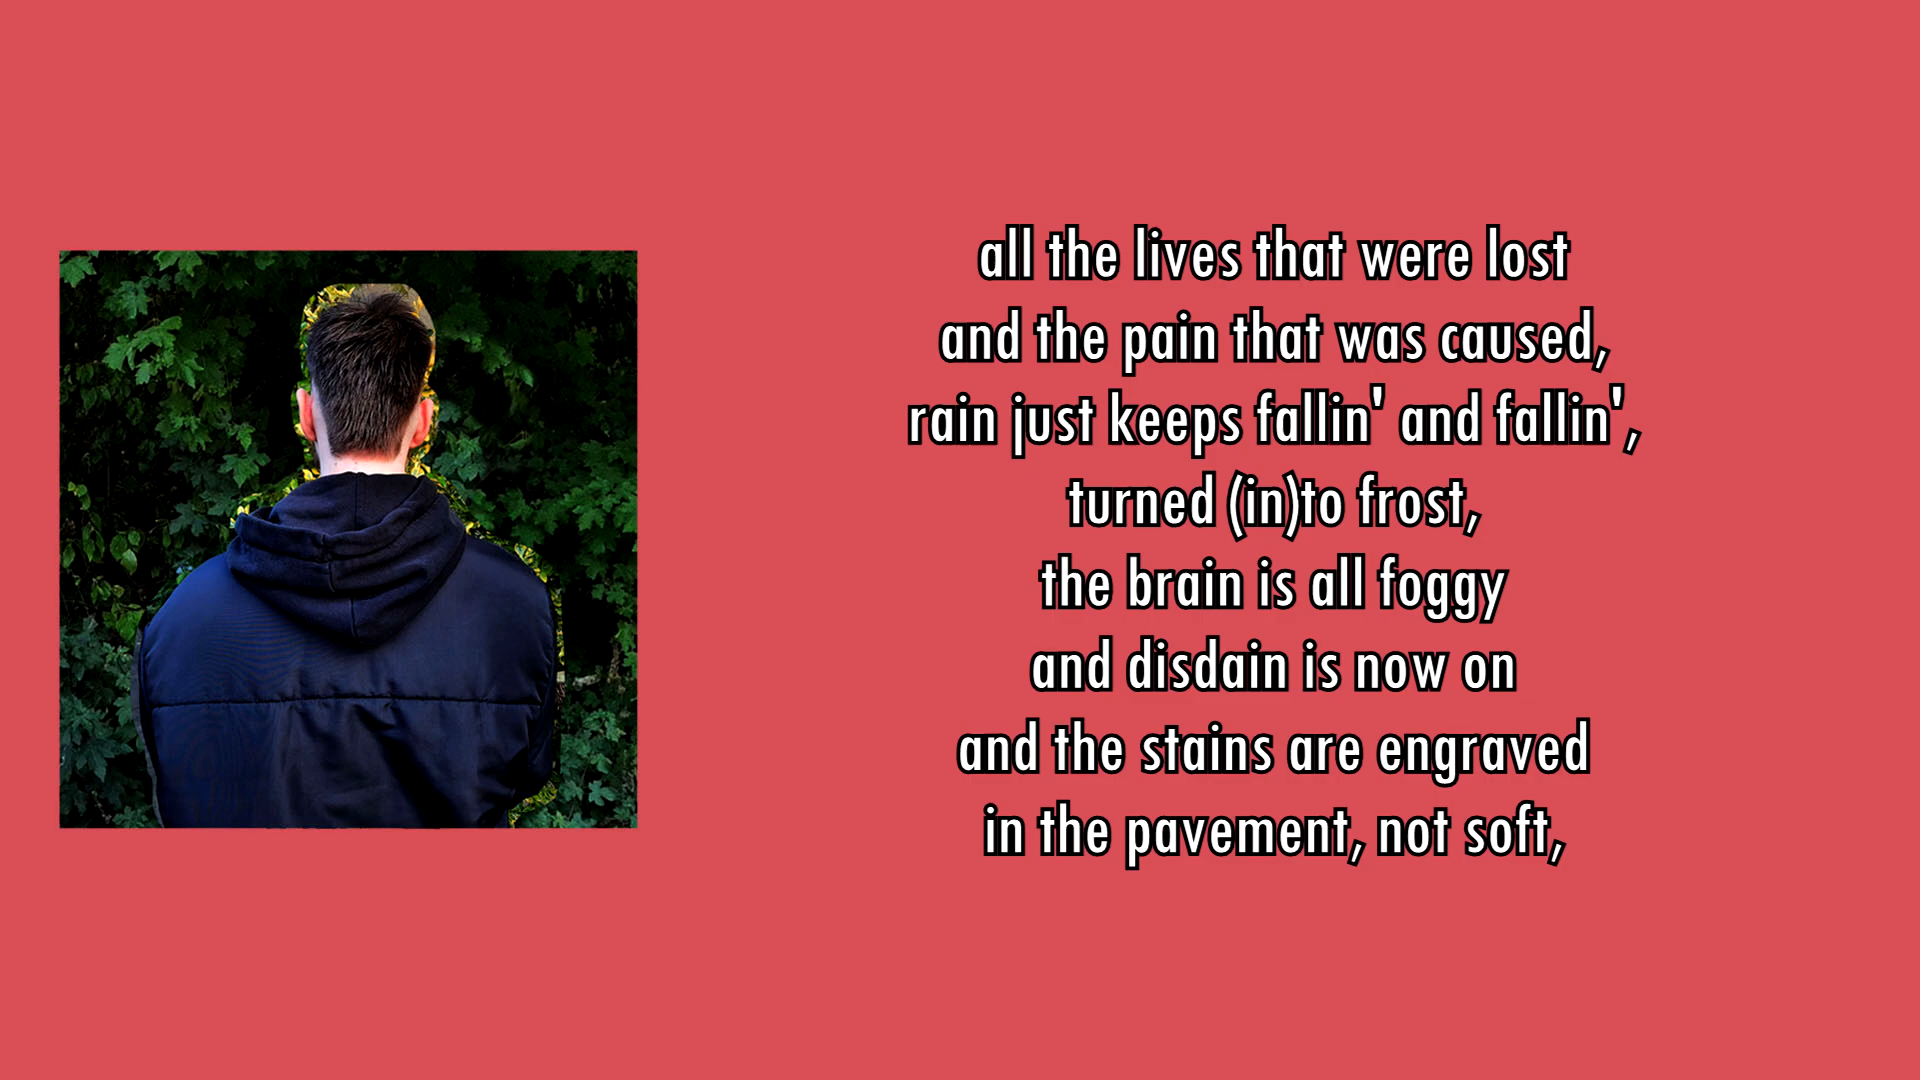 all the lives that were lost
and the pain that was caused,
rain just keeps fallin' and fallin',
turned (in)to frost,
the brain is all foggy
and disdain is now on
and the stains are engraved
in the pavement, not soft,